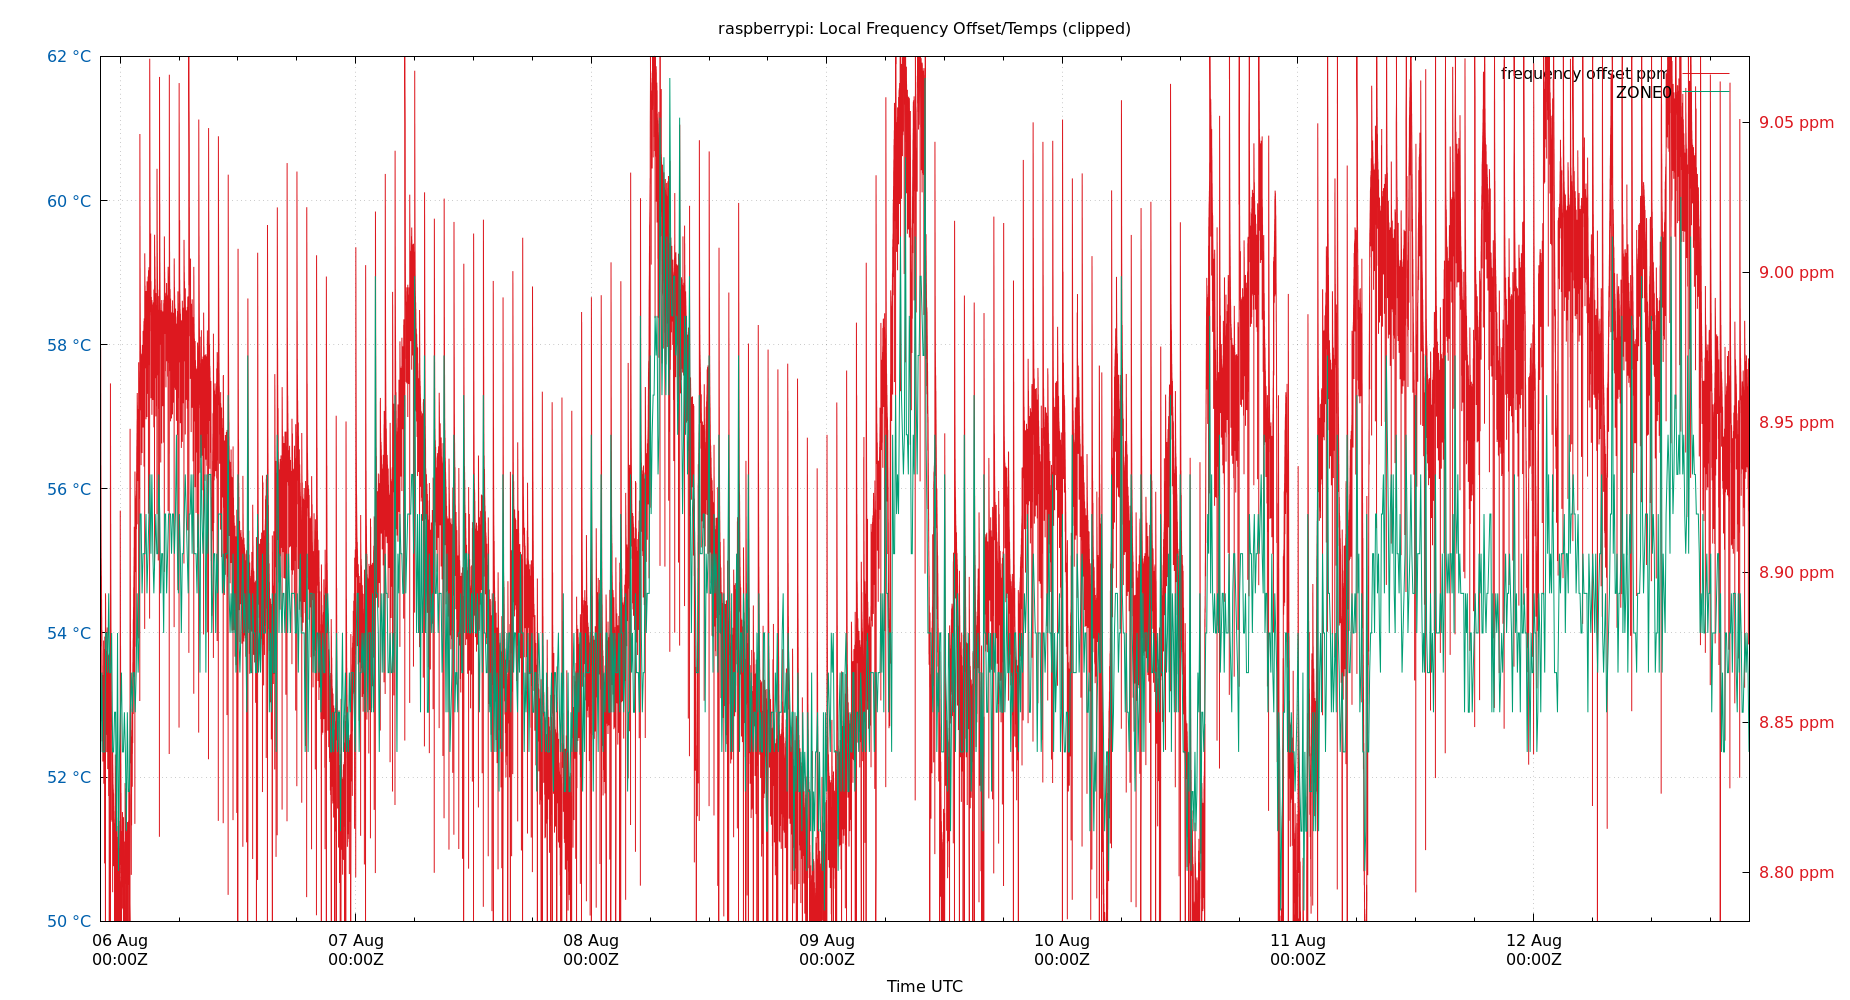 raspberrypi: Local Frequency Offset/Temps (clipped)
62 °C
60 °C
58 °C
56 °C
54 °C
52 °C
50 °C
frequency offset ppm
ZONE0
9.05 ppm
9.00 ppm
8.95 ppm
8.90 ppm
8.85 ppm
8.80 ppm
06 Aug 07 Aug 08 Aug 09 Aug 10 Aug 11 Aug 12 Aug
00:00Z 00:00Z 00:00Z 00:00Z 00:00Z 00:00Z 00:00Z
Time UTC